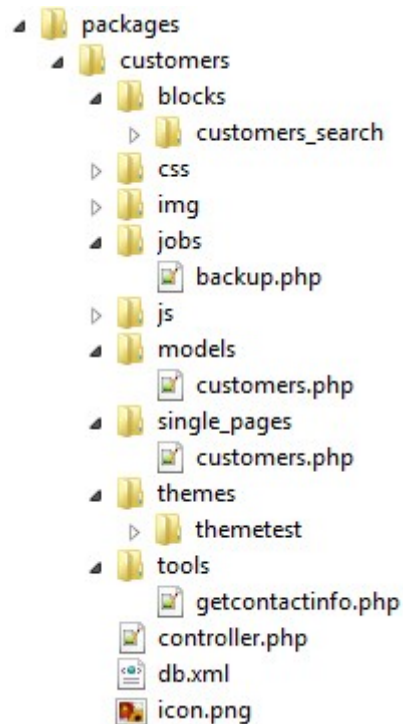 packages
customers
blocks
customers_search
css
img
jobs
backup.php
js
models
customers.php
single_pages
customers.php
themes
themetest
tools
getcontactinfo.php
controller.php
db.xml
icon.png